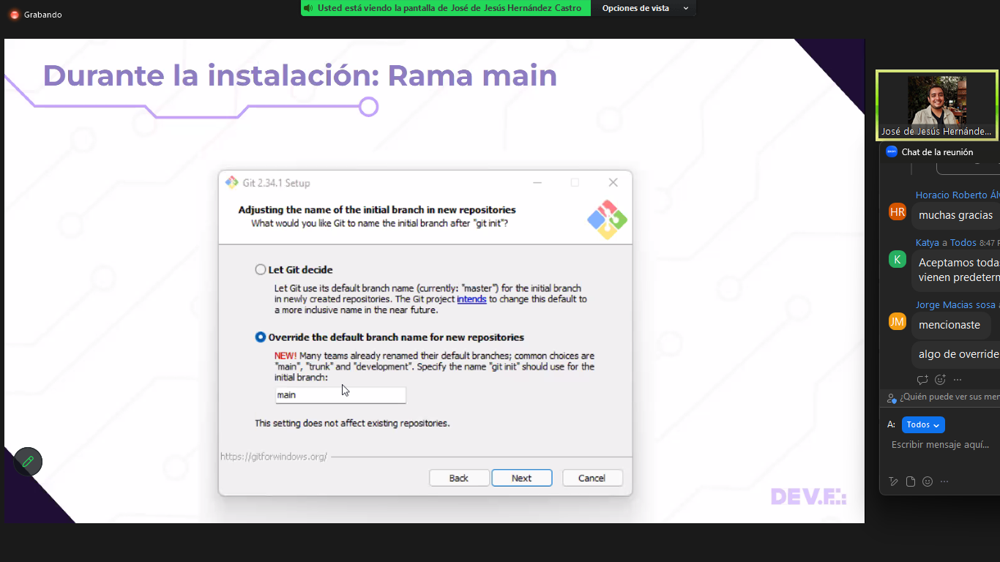 Grabando
Usted está viendo la pantalla de José de Jesús Hernández Castro
Opciones de vista
Durante la instalación: Rama main
Git 2.34.1 Setup
Adjusting the name of the initial branch in new repositories
What would you like Git to name the initial branch after "git init"?
Let Git decide
Let Git use its default branch name (currently: "master") for the initial branch
in newly created repositories. The Git project intends to change this default to
a more inclusive name in the near future.
Override the default branch name for new repositories
NEW! Many teams already renamed their default branches; common choices are
"main", "trunk" and "development". Specify the name "git init" should use for the
initial branch:
main
This setting does not affect existing repositories.
https://gitforwindows.org/
Back
Next
Cancel
DEV.F.:
José de Jesús Hernánde...
Chat de la reunión
Horacio Roberto Ál
HR
muchas gracias
Katya a Todos 8:47
K
Aceptamos toda
vienen predeterm
Jorge Macias sosa a
JM
mencionaste
algo de override
¿Quién puede ver sus men
A:
Todos
Escribir mensaje aquí...